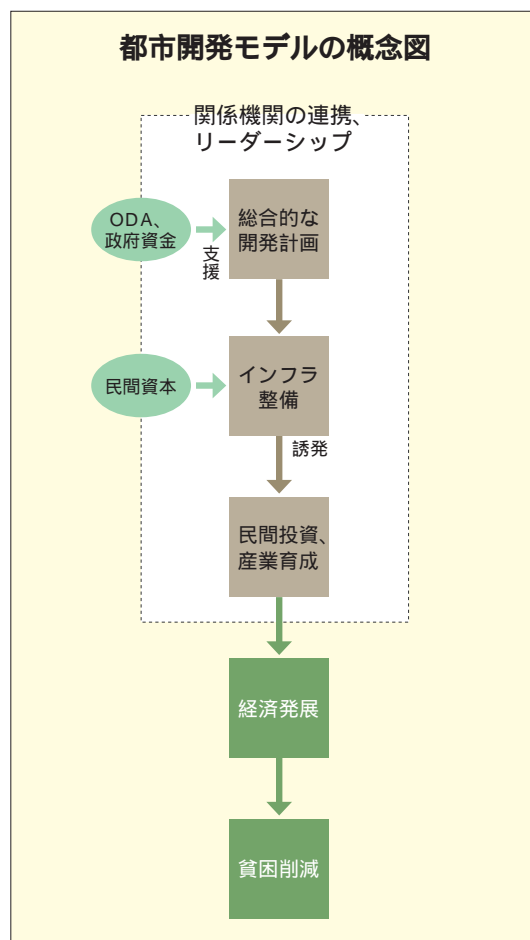 都市開発モデルの概念図
関係機関の連携、
リーダーシップ
ODA、
政府資金
支援
総合的な
開発計画
民間資本
インフラ
整備
誘発
民間投資、
産業育成
経済発展
貧困削減